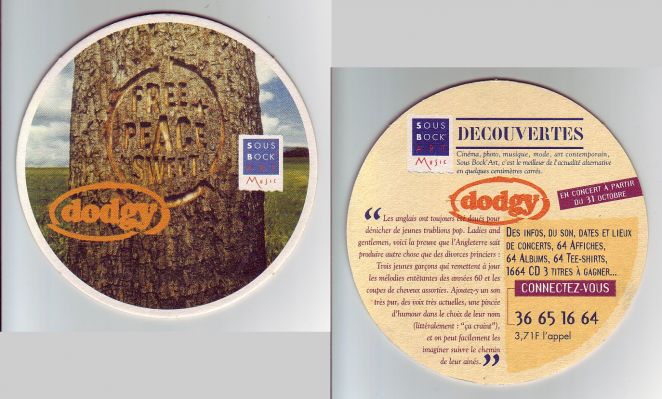 FREE
PEACE
SWEET
SOUS
BOCK
ART
MUSIC
dodgy
SOUS
BOCK
ART
MUSIC
DECOUVERTES
Cinéma, photo, musique, mode, art contemporain,
Sous Bock'Art, c'est le meilleur de l'actualité alternative
en quelques centimètres carrés.
dodgy
EN CONCERT A PARTIR
DU 31 OCTOBRE
“Les anglais ont toujours été doués pour
dénicher de jeunes trublions pop. Ladies and
gentlemen, voici la preuve que l'Angleterre sait
produire autre chose que des divorces princiers :
Trois jeunes garçons qui remettent à jour
les mélodies entêtantes des années 60 et les
coupes de cheveux assorties. Ajoutez-y un son
très pur, des voix très actuelles, une pincée
d'humour dans le choix de leur nom
(littéralement : "ça craint"),
et on peut facilement les
imaginer suivre le chemin
de leur aînés.”
DES INFOS, DU SON, DATES ET LIEUX
DE CONCERTS, 64 AFFICHES,
64 ALBUMS, 64 TEE-SHIRTS,
1664 CD 3 TITRES À GAGNER...
CONNECTEZ-VOUS
36 65 16 64
3,71F l'appel